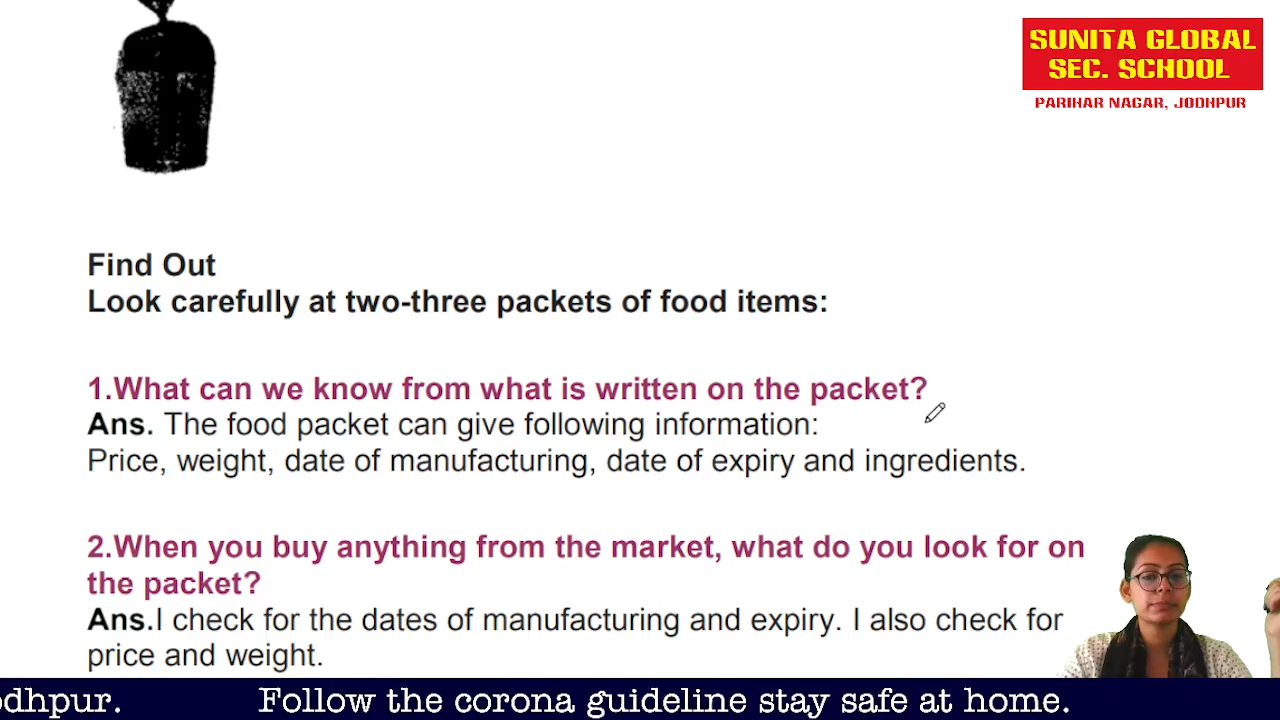 SUNITA GLOBAL
SEC. SCHOOL
PARIHAR NAGAR, JODHPUR
Find Out
Look carefully at two-three packets of food items:
1.What can we know from what is written on the packet?
Ans. The food packet can give following information:
Price, weight, date of manufacturing, date of expiry and ingredients.
2.When you buy anything from the market, what do you look for on
the packet?
Ans.I check for the dates of manufacturing and expiry. I also check for
price and weight.
odhpur. Follow the corona guideline stay safe at home.